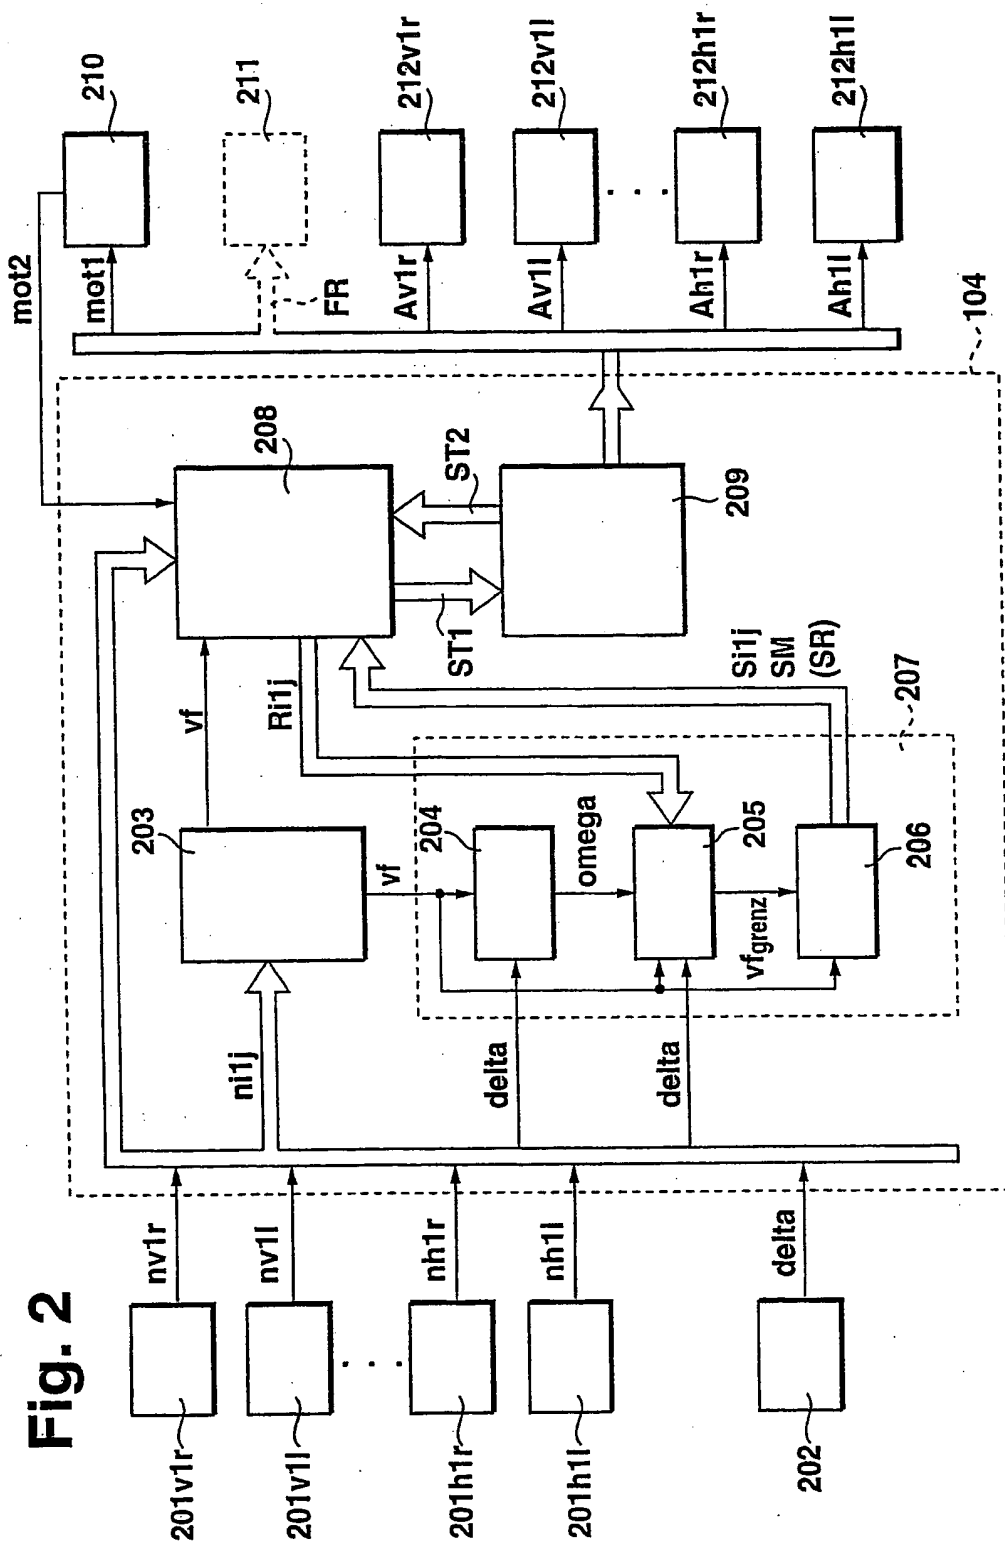 Fig. 2
201v1r
201v1l
201h1r
201h1l
202
nv1r
nv1l
nh1r
nh1l
delta
ni1j
delta
delta
203
vf
vf
204
omega
205
vfgrenz
206
207
Ri1j
Si1j
SM
(SR)
208
ST1
ST2
209
104
mot2
mot1
FR
Av1r
Av1l
Ah1r
Ah1l
210
211
212v1r
212v1l
212h1r
212h1l